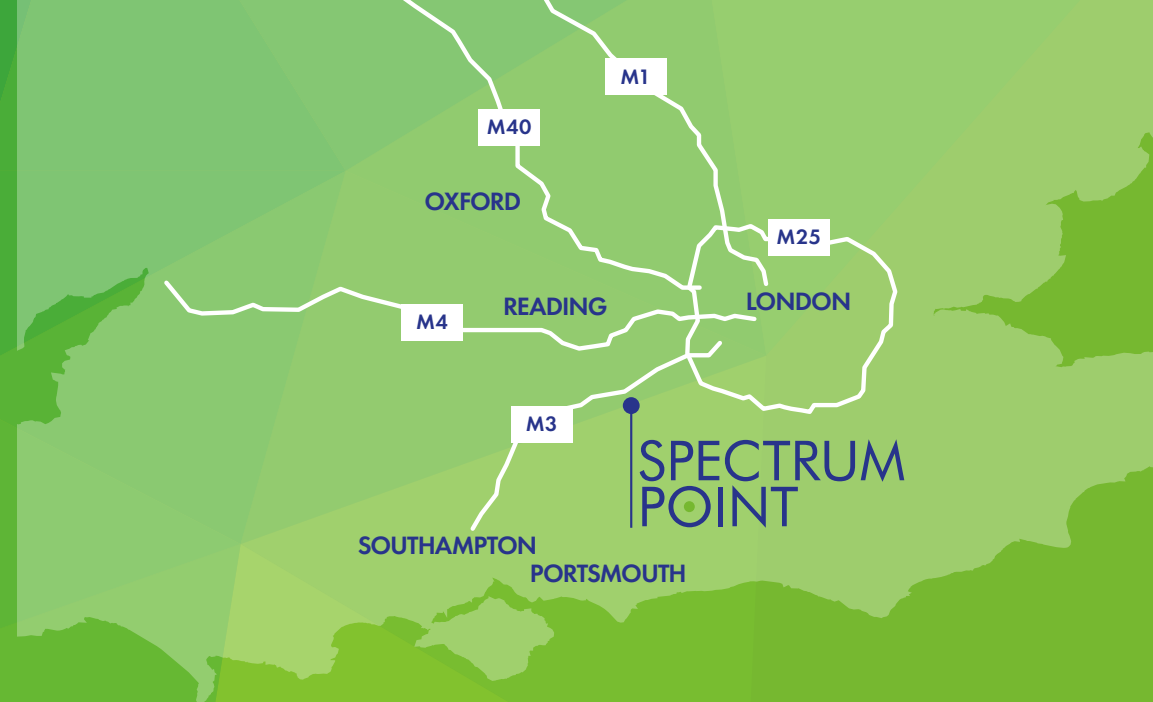 M1
M40
OXFORD
M25
READING
LONDON
M4
M3
SPECTRUM
POINT
SOUTHAMPTON
PORTSMOUTH